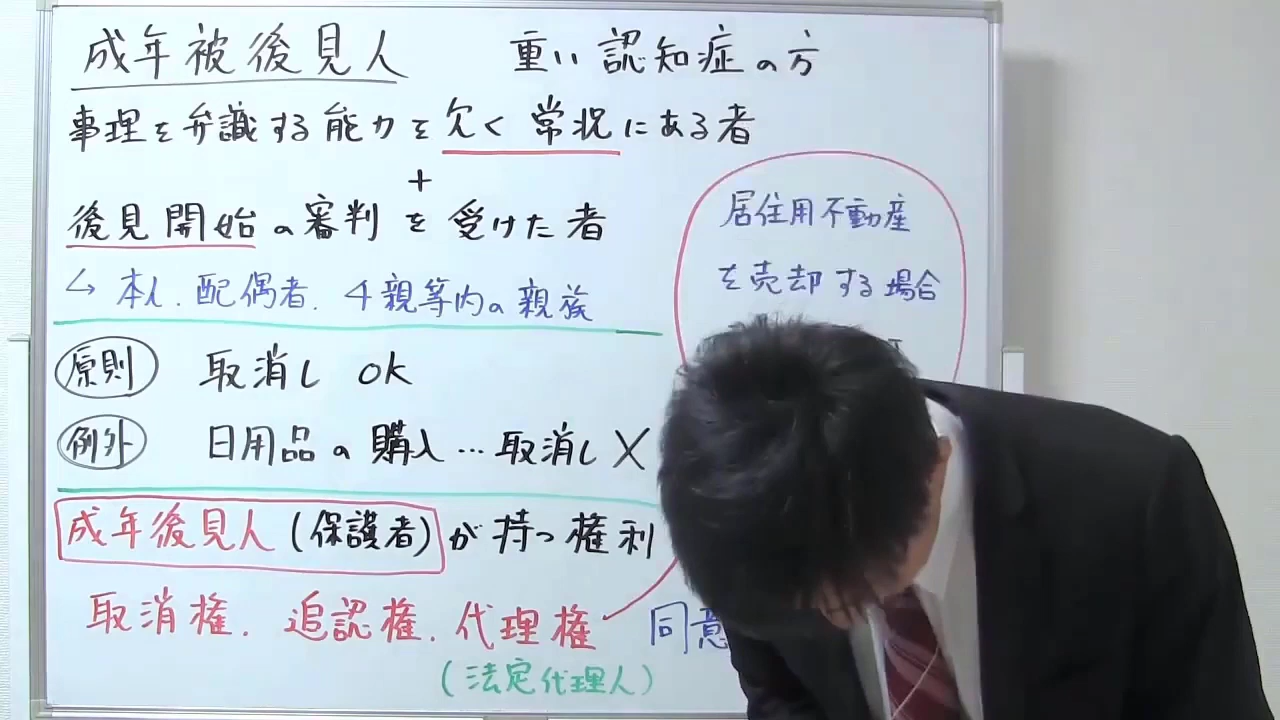 成年被後見人 重い認知症の方
事理を弁識する能力を欠く常況にある者
+
後見開始の審判を受けた者
↳ 本人.配偶者.4親等内の親族
居住用不動産
を売却する場合
原則 取消し OK
例外 日用品の購入…取消し X
成年後見人(保護者)が持つ権利
取消権.追認権.代理権 同意
(法定代理人)